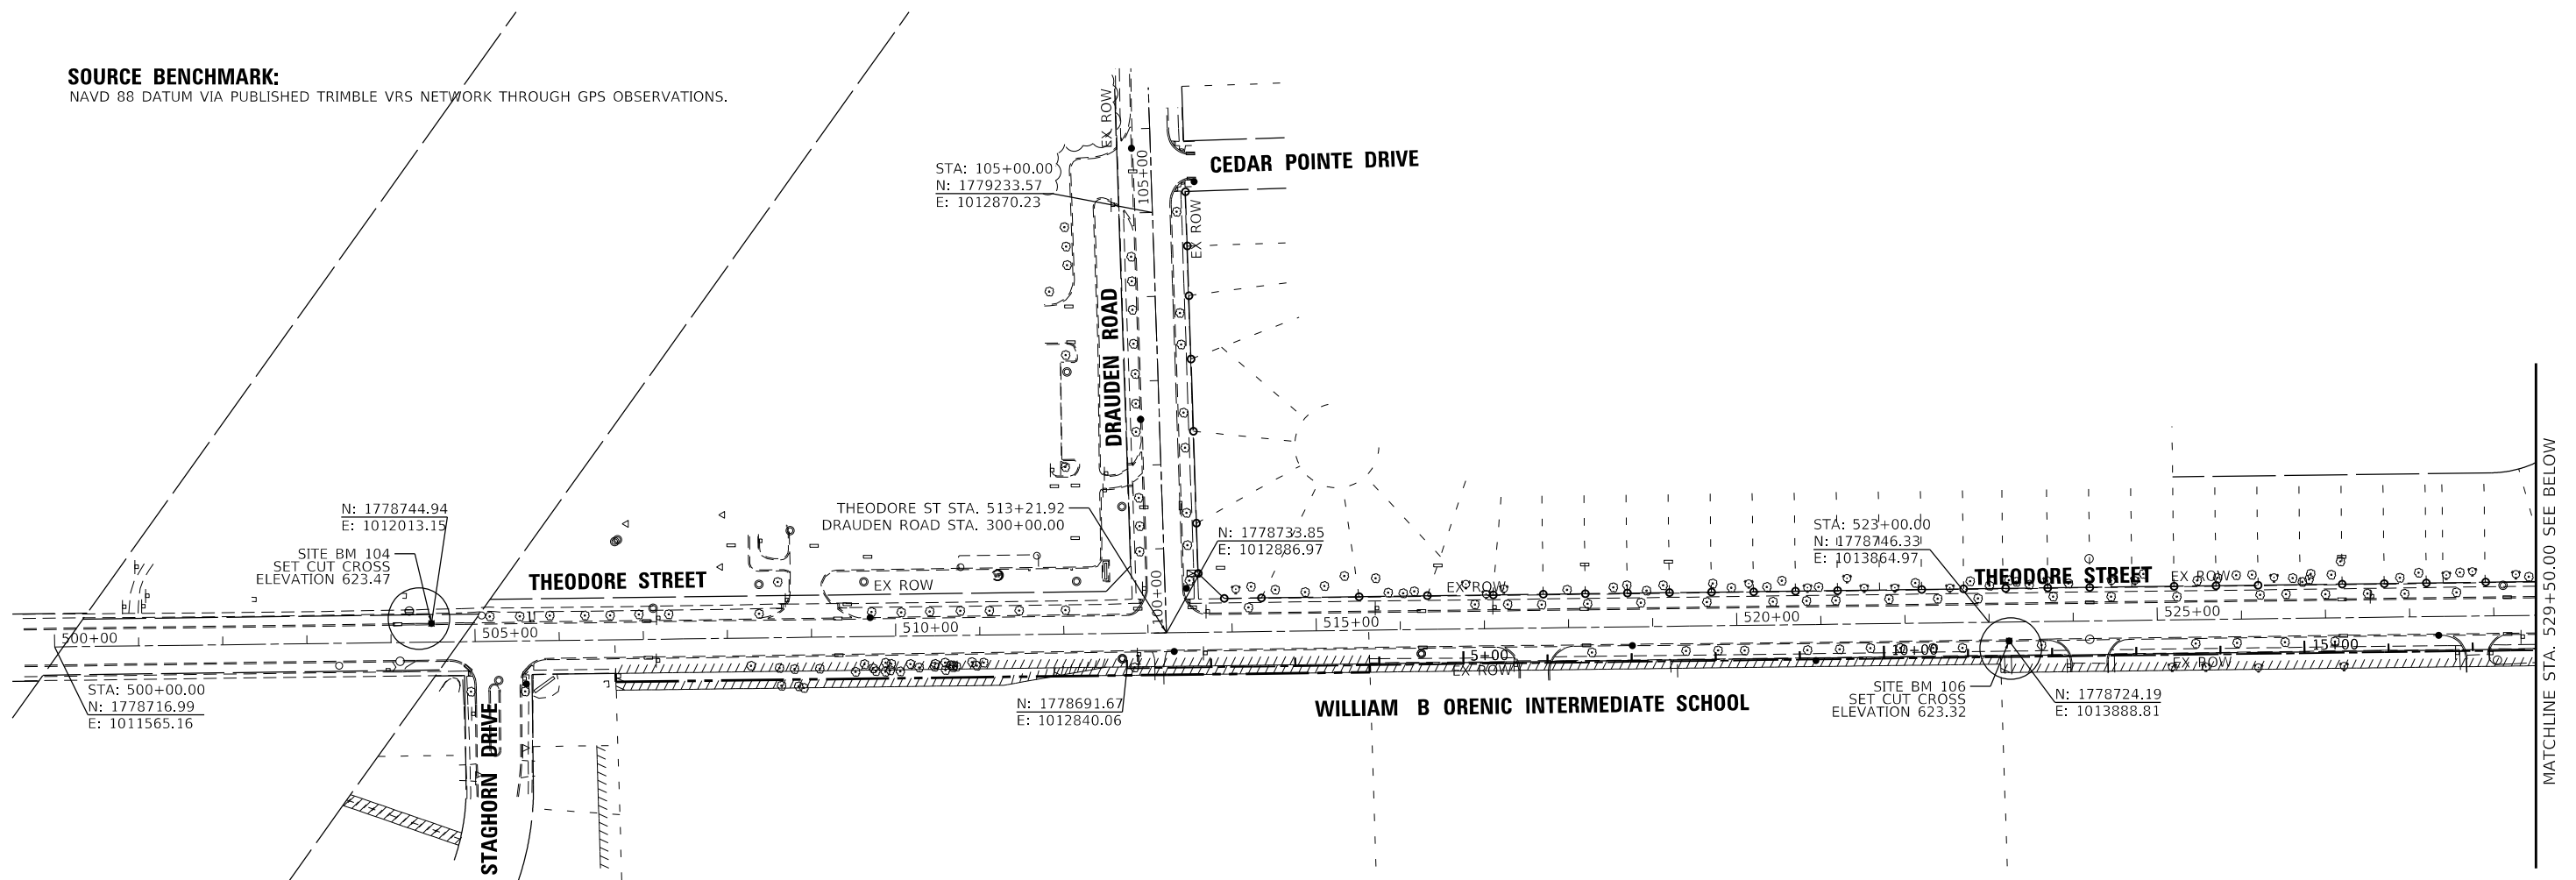 SOURCE BENCHMARK:
NAVD 88 DATUM VIA PUBLISHED TRIMBLE VRS NETWORK THROUGH GPS OBSERVATIONS.
EX ROW
STA: 105+00.00
N: 1779233.57
E: 1012870.23
105+00
CEDAR POINTE DRIVE
EX ROW
DRAUDEN ROAD
N: 1778744.94
E: 1012013.15
SITE BM 104
SET CUT CROSS
ELEVATION 623.47
THEODORE STREET
THEODORE ST STA. 513+21.92
DRAUDEN ROAD STA. 300+00.00
EX ROW
100+00
N: 1778733.85
E: 1012886.97
EX ROW
STA: 523+00.00
N: 1778746.33
E: 1013864.97
THEODORE STREET
EX ROW
500+00
505+00
510+00
515+00
520+00
525+00
5+00
10+00
15+00
EX ROW
EX ROW
STA: 500+00.00
N: 1778716.99
E: 1011565.16
STAGHORN DRIVE
N: 1778691.67
E: 1012840.06
WILLIAM B ORENIC INTERMEDIATE SCHOOL
SITE BM 106
SET CUT CROSS
ELEVATION 623.32
N: 1778724.19
E: 1013888.81
MATCHLINE STA. 529+50.00 SEE BELOW